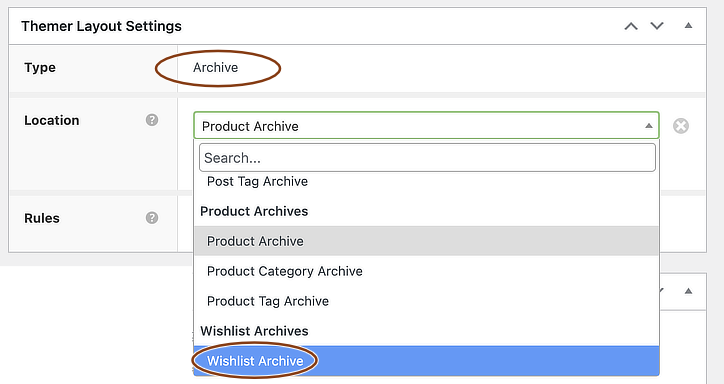 Themer Layout Settings
Type
Archive
Location
?
Product Archive
Search...
Post Tag Archive
Product Archives
Rules
?
Product Archive
Product Category Archive
Product Tag Archive
Wishlist Archives
Wishlist Archive